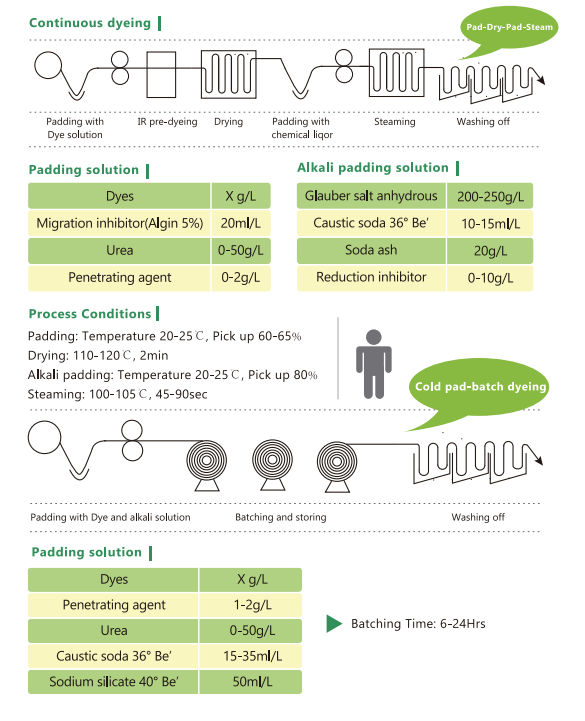 Continuous dyeing
Pad-Dry-Pad-Steam
Padding with IR pre-dyeing Drying Padding with Steaming Washing off
Dye solution chemical liqor
Padding solution
Dyes X g/L
Migration inhibitor(Algin 5%) 20ml/L
Urea 0-50g/L
Penetrating agent 0-2g/L
Alkali padding solution
Glauber salt anhydrous 200-250g/L
Caustic soda 36° Be′ 10-15ml/L
Soda ash 20g/L
Reduction inhibitor 0-10g/L
Process Conditions
Padding: Temperature 20-25℃, Pick up 60-65%
Drying: 110-120℃, 2min
Alkali padding: Temperature 20-25℃, Pick up 80%
Steaming: 100-105℃, 45-90sec
Cold pad-batch dyeing
Padding with Dye and alkali solution Batching and storing Washing off
Padding solution
Dyes X g/L
Penetrating agent 1-2g/L
Urea 0-50g/L
Caustic soda 36° Be′ 15-35ml/L
Sodium silicate 40° Be′ 50ml/L
Batching Time: 6-24Hrs